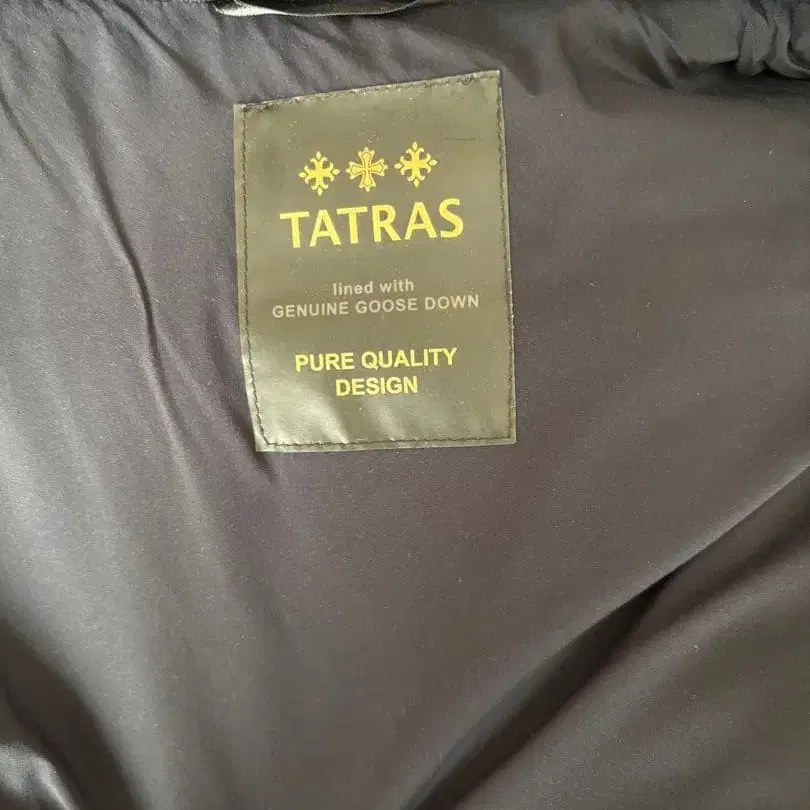 TATRAS
lined with
GENUINE GOOSE DOWN
PURE QUALITY
DESIGN